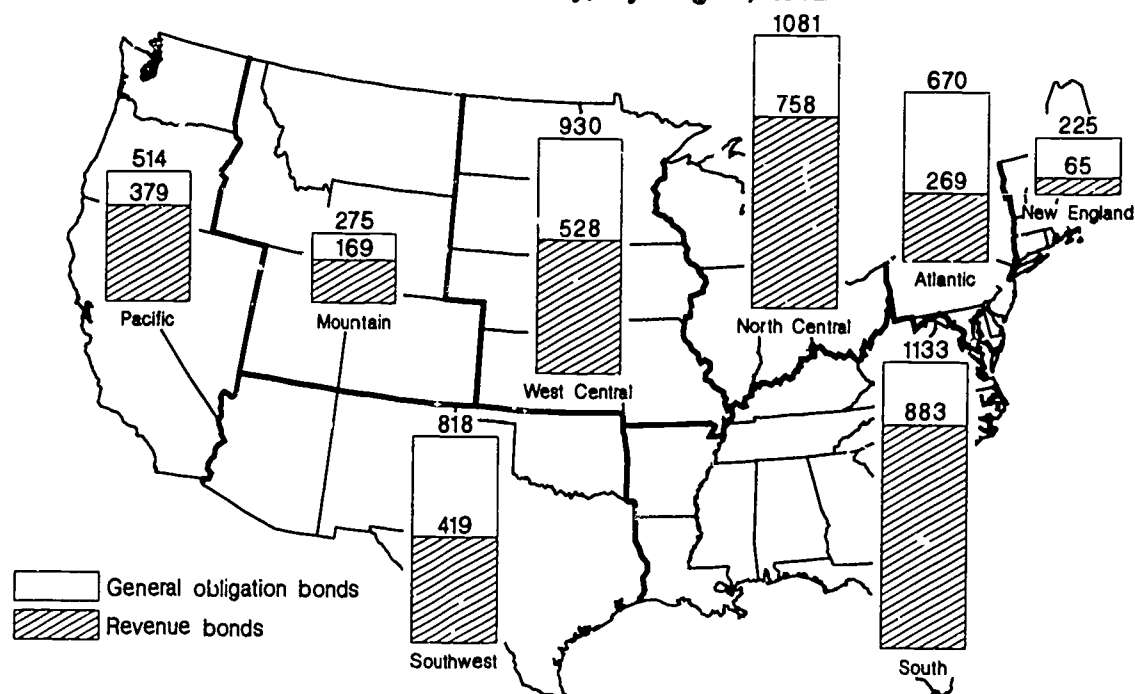 1081
758
North Central
670
269
Atlantic
225
65
New England
930
528
West Central
514
379
Pacific
275
169
Mountain
1133
883
South
818
419
Southwest
General obligation bonds
Revenue bonds